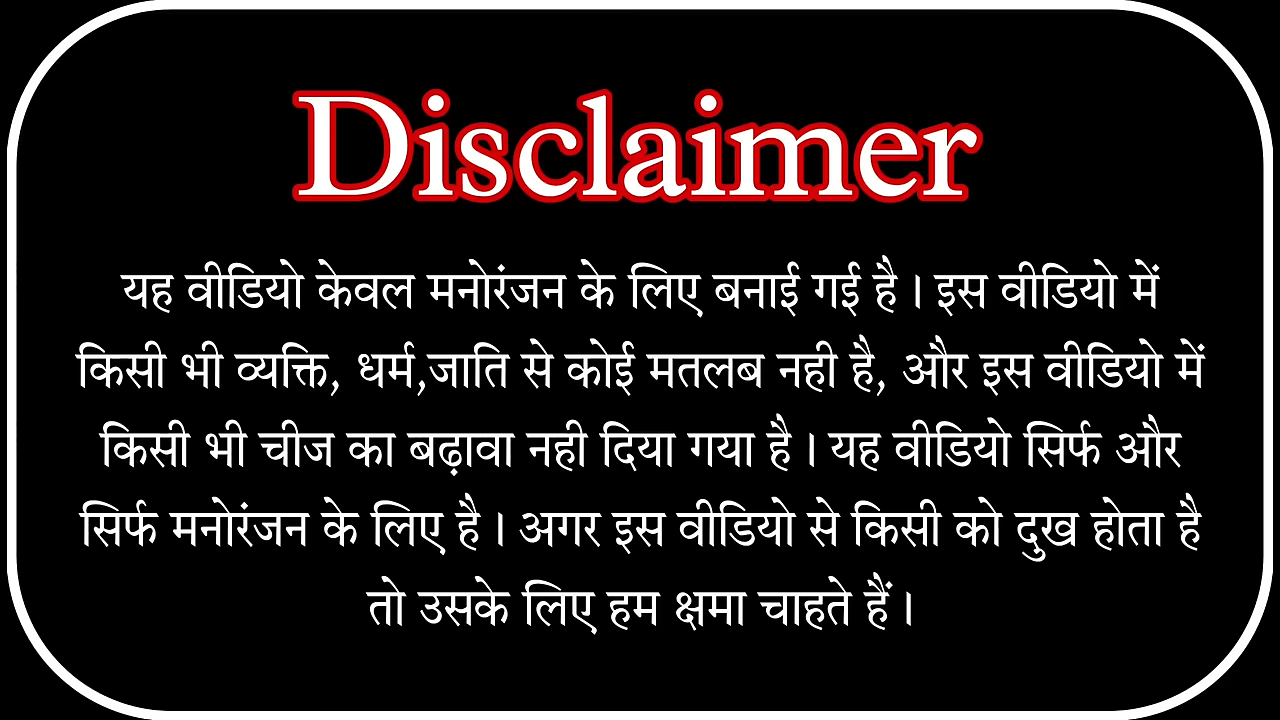 Disclaimer
यह वीडियो केवल मनोरंजन के लिए बनाई गई है। इस वीडियो में
किसी भी व्यक्ति, धर्म,जाति से कोई मतलब नही है, और इस वीडियो में
किसी भी चीज का बढ़ावा नही दिया गया है। यह वीडियो सिर्फ और
सिर्फ मनोरंजन के लिए है। अगर इस वीडियो से किसी को दुख होता है
तो उसके लिए हम क्षमा चाहते हैं।